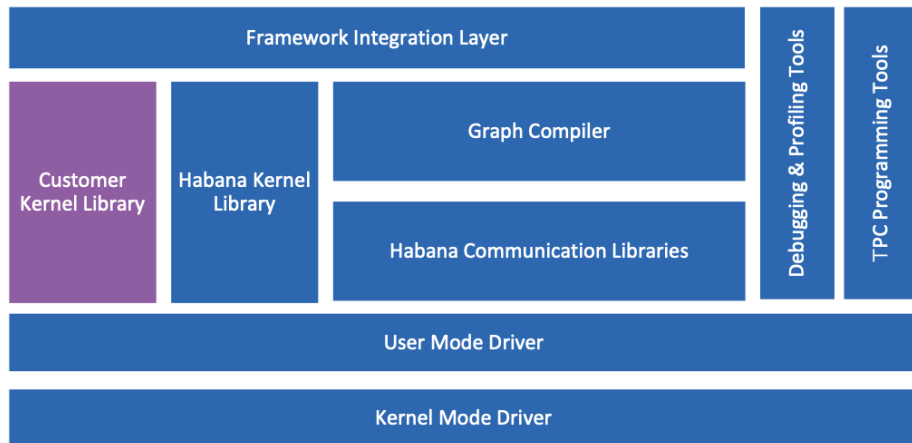 Framework Integration Layer
Customer
Kernel Library
Habana Kernel
Library
Graph Compiler
Habana Communication Libraries
Debugging & Profiling Tools
TPC Programming Tools
User Mode Driver
Kernel Mode Driver